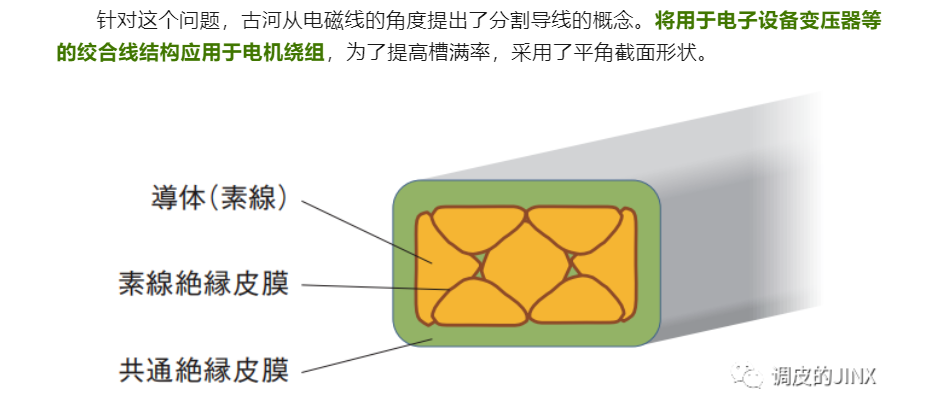 针对这个问题，古河从电磁线的角度提出了分割导线的概念。将用于电子设备变压器等
的绞合线结构应用于电机绕组，为了提高槽满率，采用了平角截面形状。
導体（素線）
素線絶縁皮膜
共通絶縁皮膜
调皮的JINX